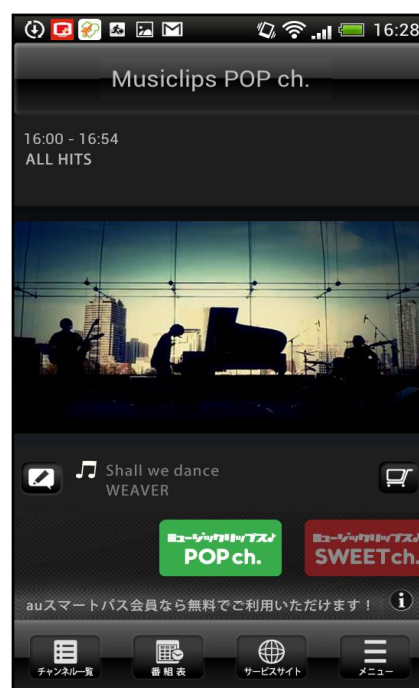 16:28
Musiclips POP ch.
16:00 - 16:54
ALL HITS
Shall we dance
WEAVER
ミュージックリップス♪
POP ch.
ミュージックリップス♪
SWEET ch.
auスマートパス会員なら無料でご利用いただけます！
チャンネル一覧
番組表
サービスサイト
メニュー